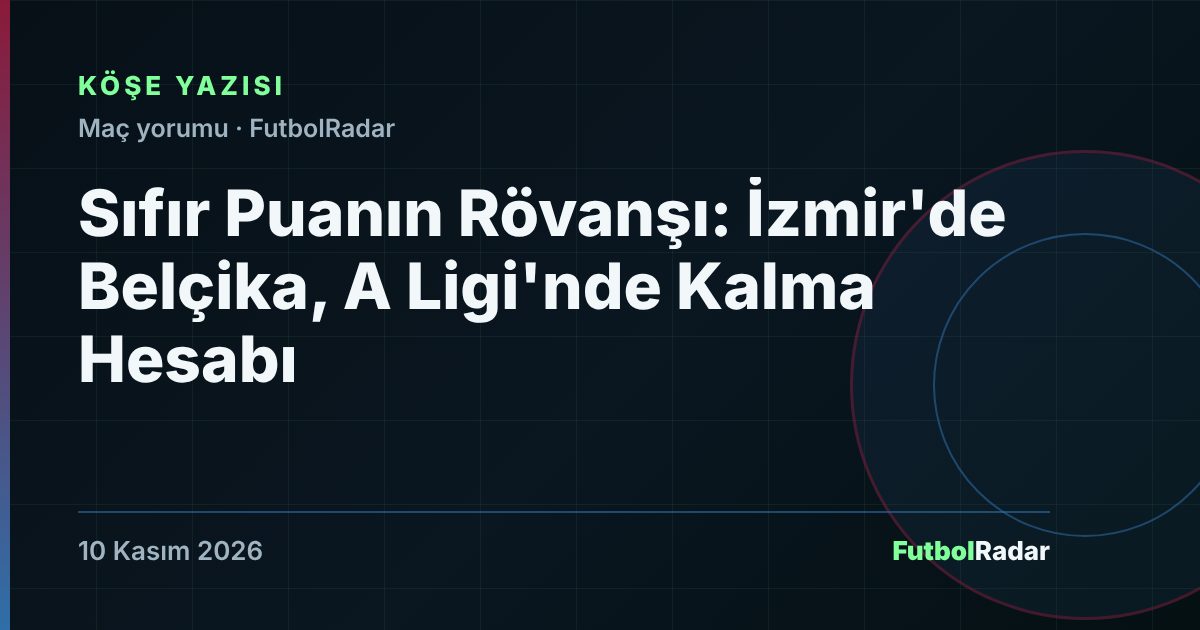 KÖŞE YAZISI
Maç yorumu · FutbolRadar
Sıfır Puanın Rövanşı: İzmir'de
Belçika, A Ligi'nde Kalma
Hesabı
10 Kasım 2026
FutbolRadar